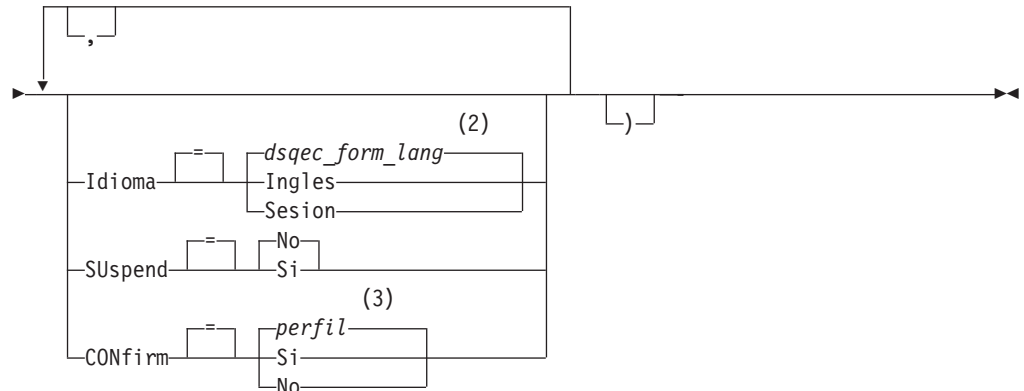 ,
(2)
)
= dsqec_form_lang
Idioma Ingles
Sesion
= No
SUspend Si
(3)
= perfil
CONfirm Si
No